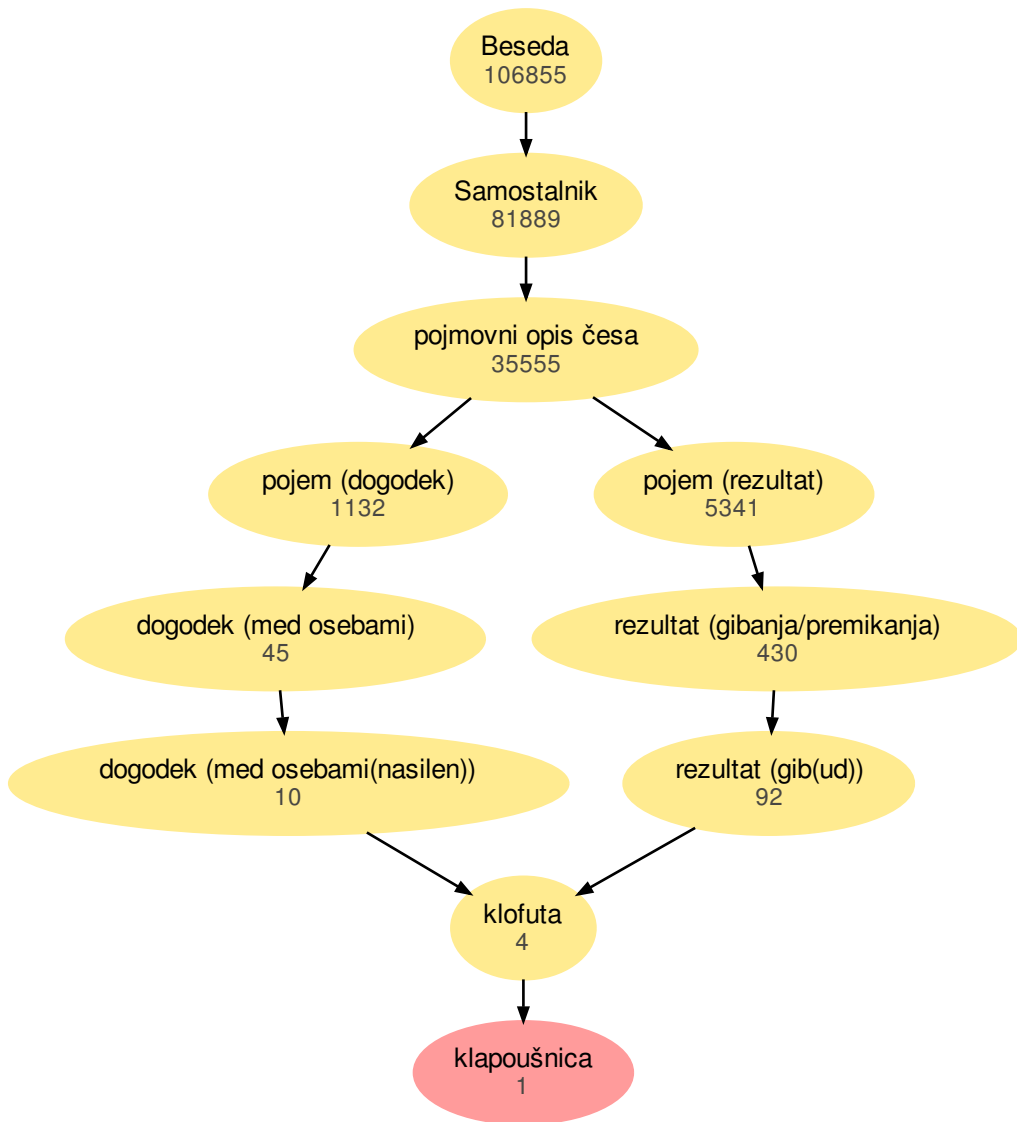 Beseda
106855
Samostalnik
81889
pojmovni opis česa
35555
pojem (dogodek)
1132
pojem (rezultat)
5341
dogodek (med osebami)
45
rezultat (gibanja/premikanja)
430
dogodek (med osebami(nasilen))
10
rezultat (gib(ud))
92
klofuta
4
klapoušnica
1